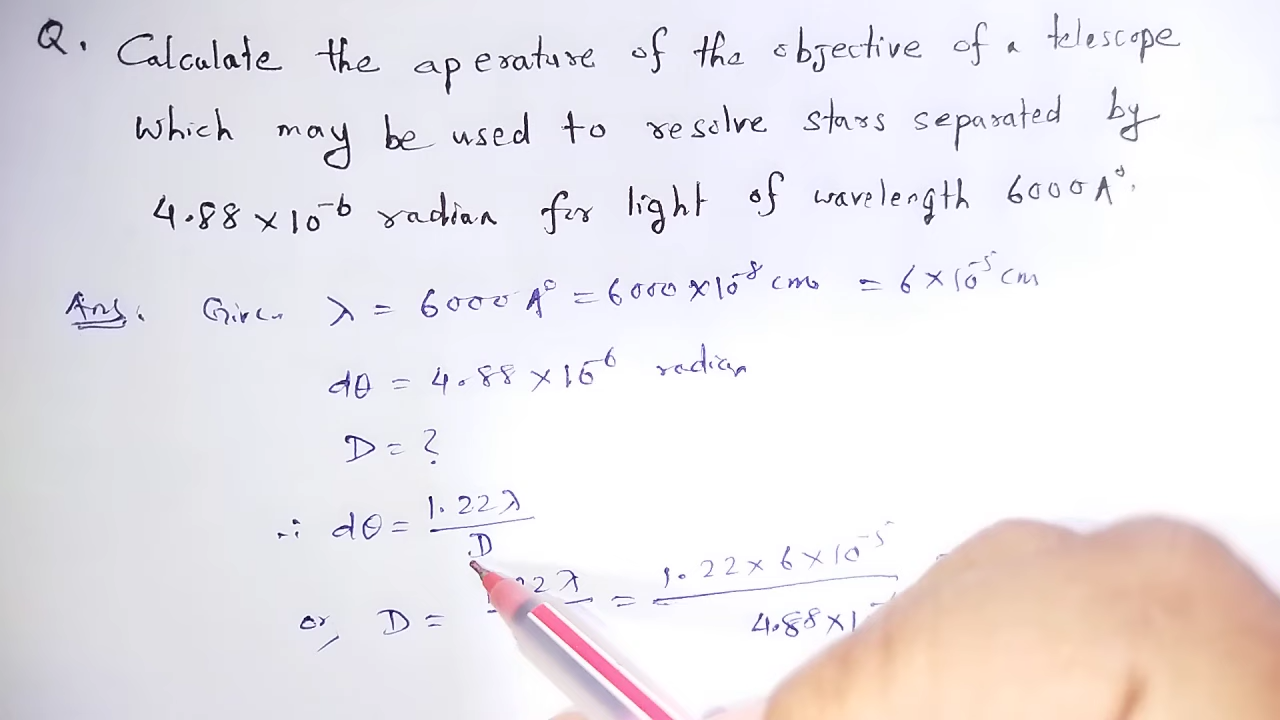 Q. Calculate the aperature of the objective of a telescope
which may be used to resolve stars separated by
4.88 × 10⁻⁶ radian for light of wavelength 6000 A°.
Ans: Given λ = 6000 A° = 6000 × 10⁻⁸ cm = 6 × 10⁻⁵ cm
dθ = 4.88 × 10⁻⁶ radian
D = ?
∴ dθ = 1.22λ / D
or, D = 22λ = 1.22 × 6 × 10⁻⁵ / 4.88 × 1